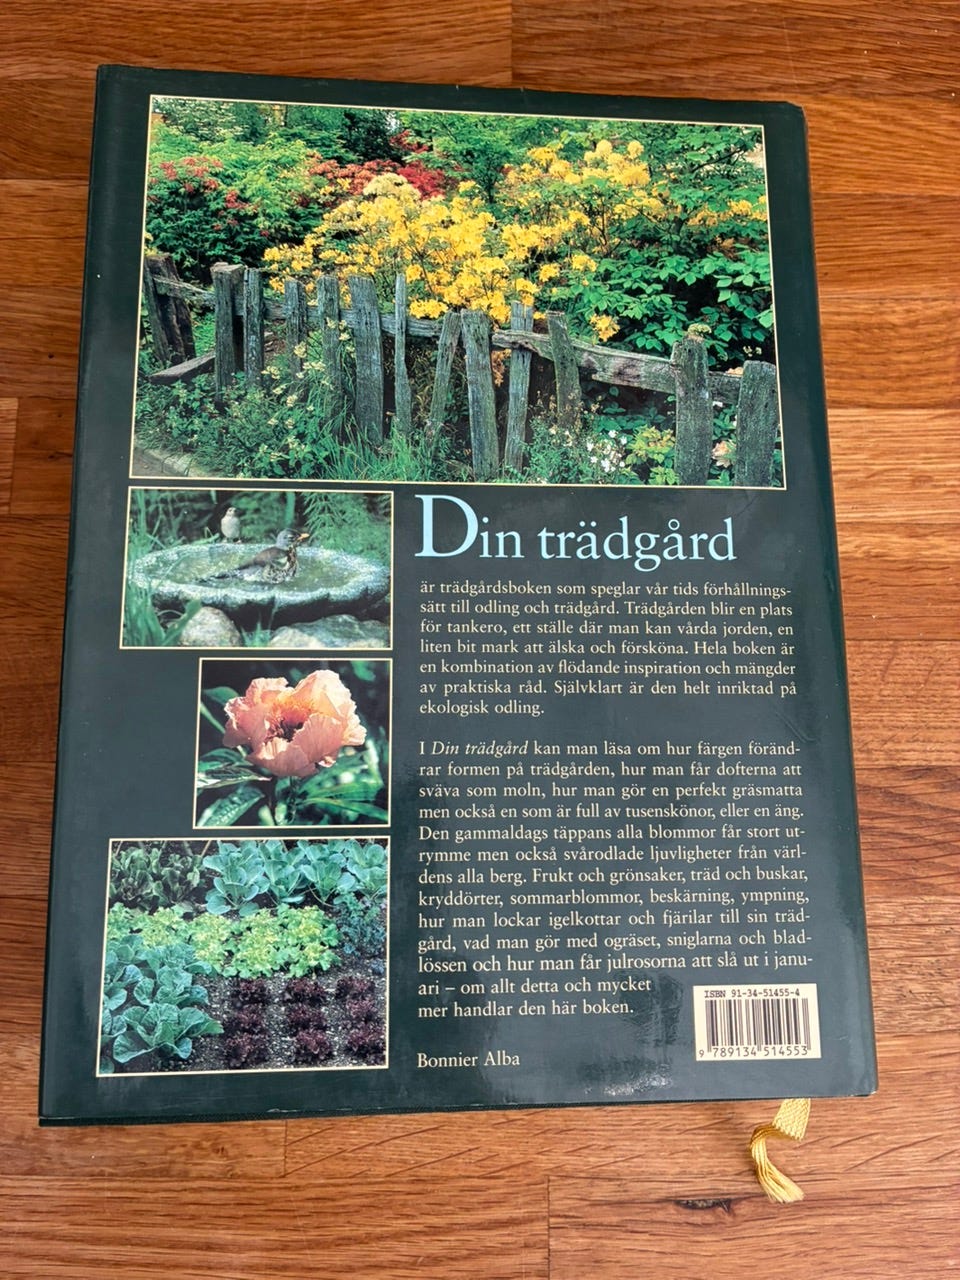 Din trädgård
är trädgårdsboken som speglar vår tids förhållnings-
sätt till odling och trädgård. Trädgården blir en plats
för tankero, ett ställe där man kan vårda jorden, en
liten bit mark att älska och försköna. Hela boken är
en kombination av flödande inspiration och mängder
av praktiska råd. Självklart är den helt inriktad på
ekologisk odling.
I Din trädgård kan man läsa om hur färgen föränd-
rar formen på trädgården, hur man får dofterna att
sväva som moln, hur man gör en perfekt gräsmatta
men också en som är full av tusenskönor, eller en äng.
Den gammaldags täppans alla blommor får stort ut-
rymme men också svårodlade ljuvligheter från värl-
dens alla berg. Frukt och grönsaker, träd och buskar,
kryddörter, sommarblommor, beskärning, ympning,
hur man lockar igelkottar och fjärilar till sin träd-
gård, vad man gör med ogräset, sniglarna och blad-
lössen och hur man får julrosorna att slå ut i janu-
ari – om allt detta och mycket
mer handlar den här boken.
ISBN 91-34-51455-4
9 789134 514553
Bonnier Alba